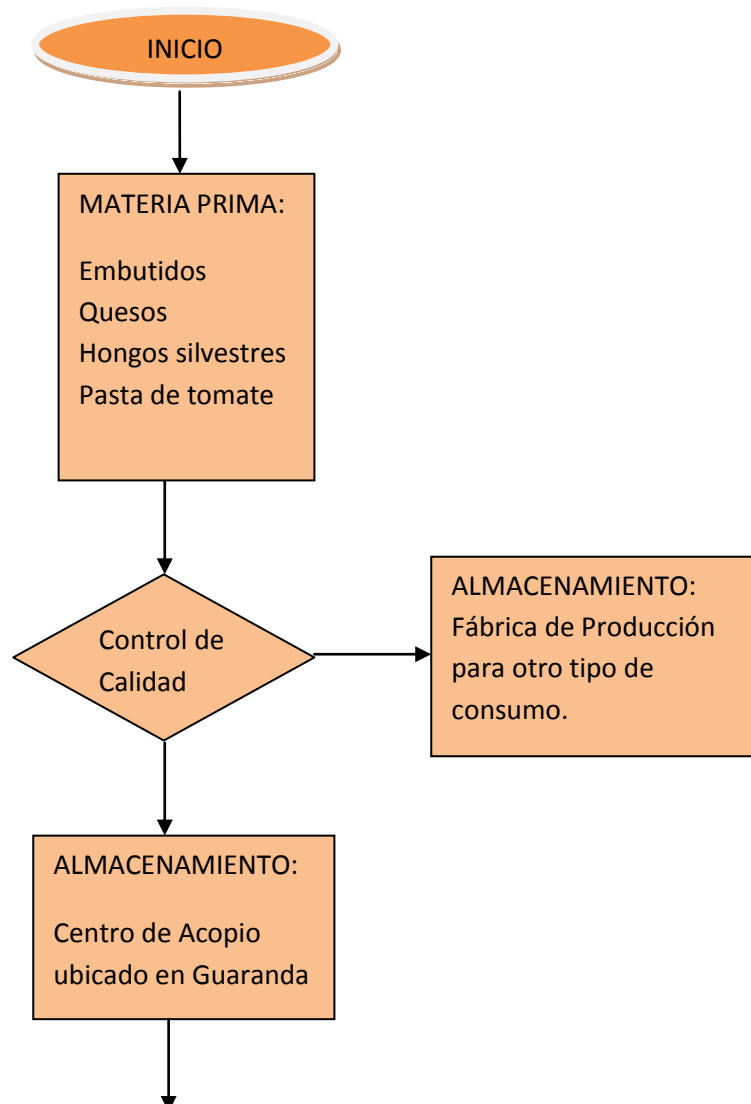 INICIO
MATERIA PRIMA:
Embutidos
Quesos
Hongos silvestres
Pasta de tomate
Control de
Calidad
ALMACENAMIENTO:
Fábrica de Producción
para otro tipo de
consumo.
ALMACENAMIENTO:
Centro de Acopio
ubicado en Guaranda